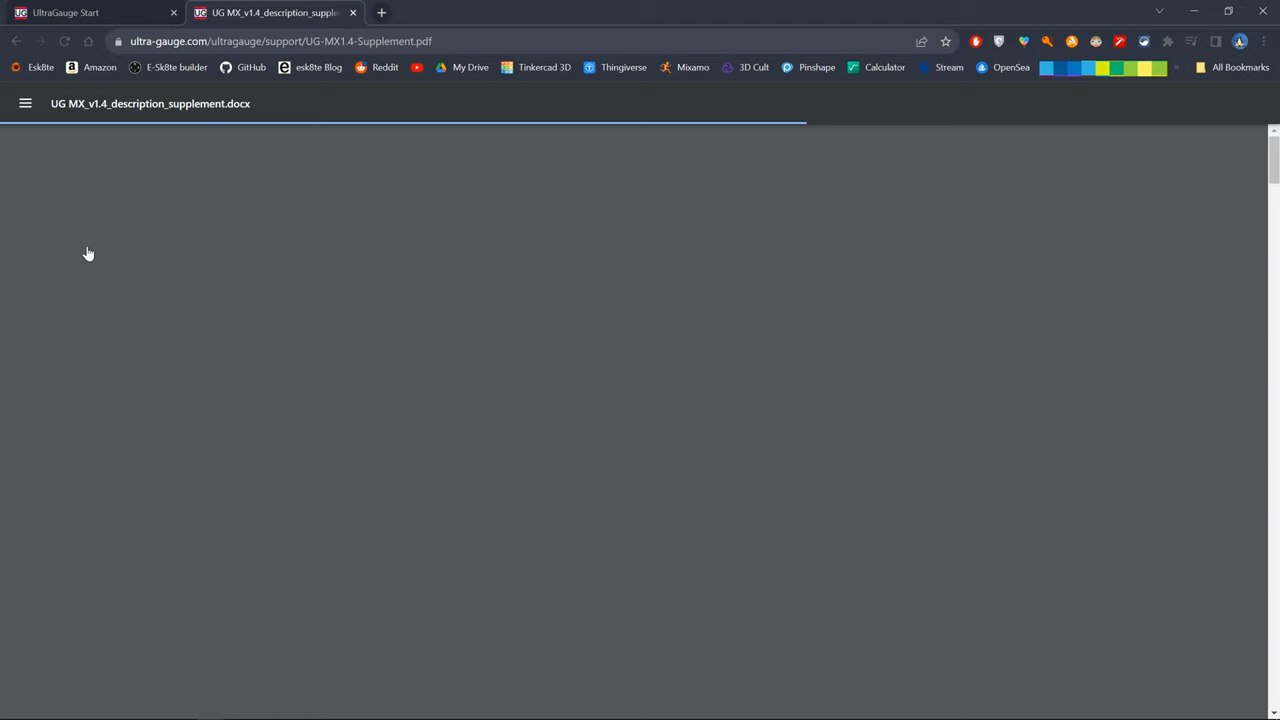 UG UltraGauge Start
UG UG MX_v1.4_description_supple
ultra-gauge.com/ultragauge/support/UG-MX1.4-Supplement.pdf
Esk8te Amazon E-Sk8te builder GitHub esk8te Blog Reddit My Drive Tinkercad 3D Thingiverse Mixamo 3D Cult Pinshape Calculator Stream OpenSea » All Bookmarks
UG MX_v1.4_description_supplement.docx